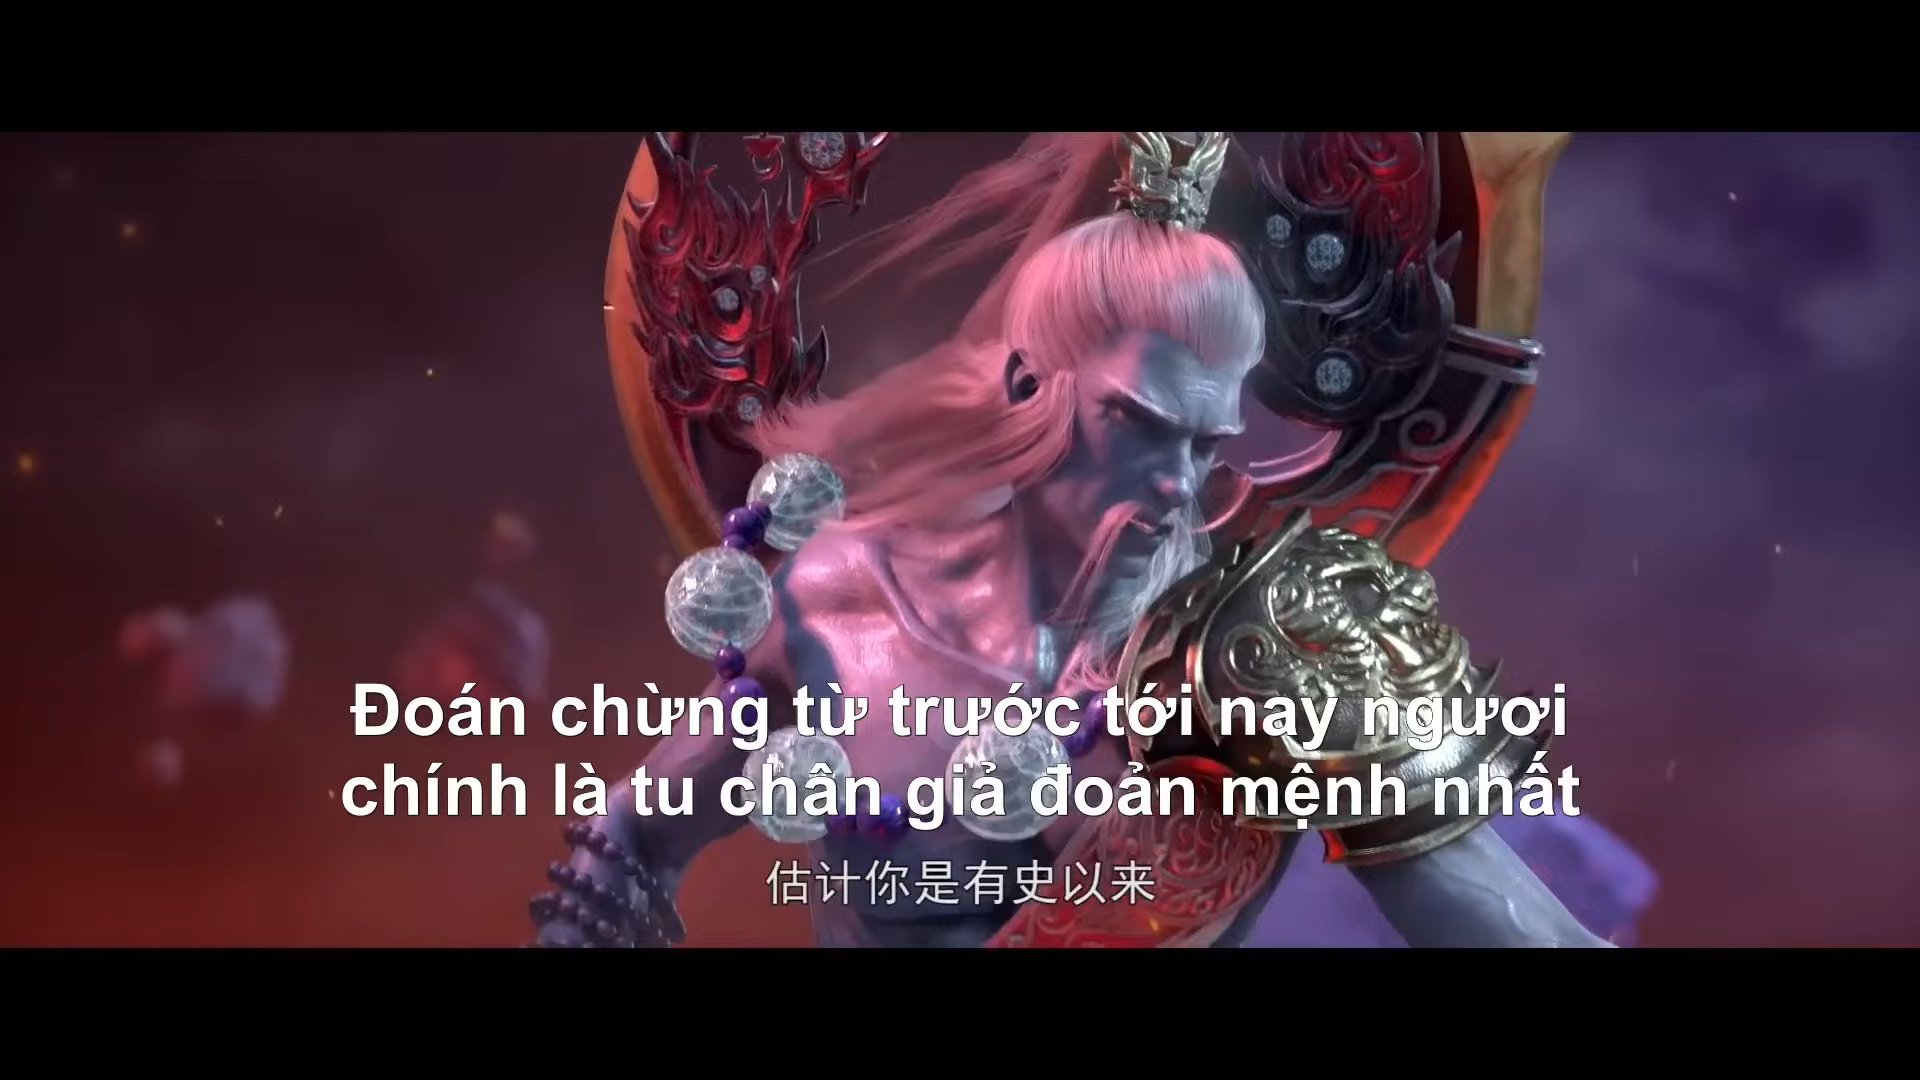 Đoán chừng từ trước tới nay ngươi
chính là tu chân giả đoản mệnh nhất
估计你是有史以来